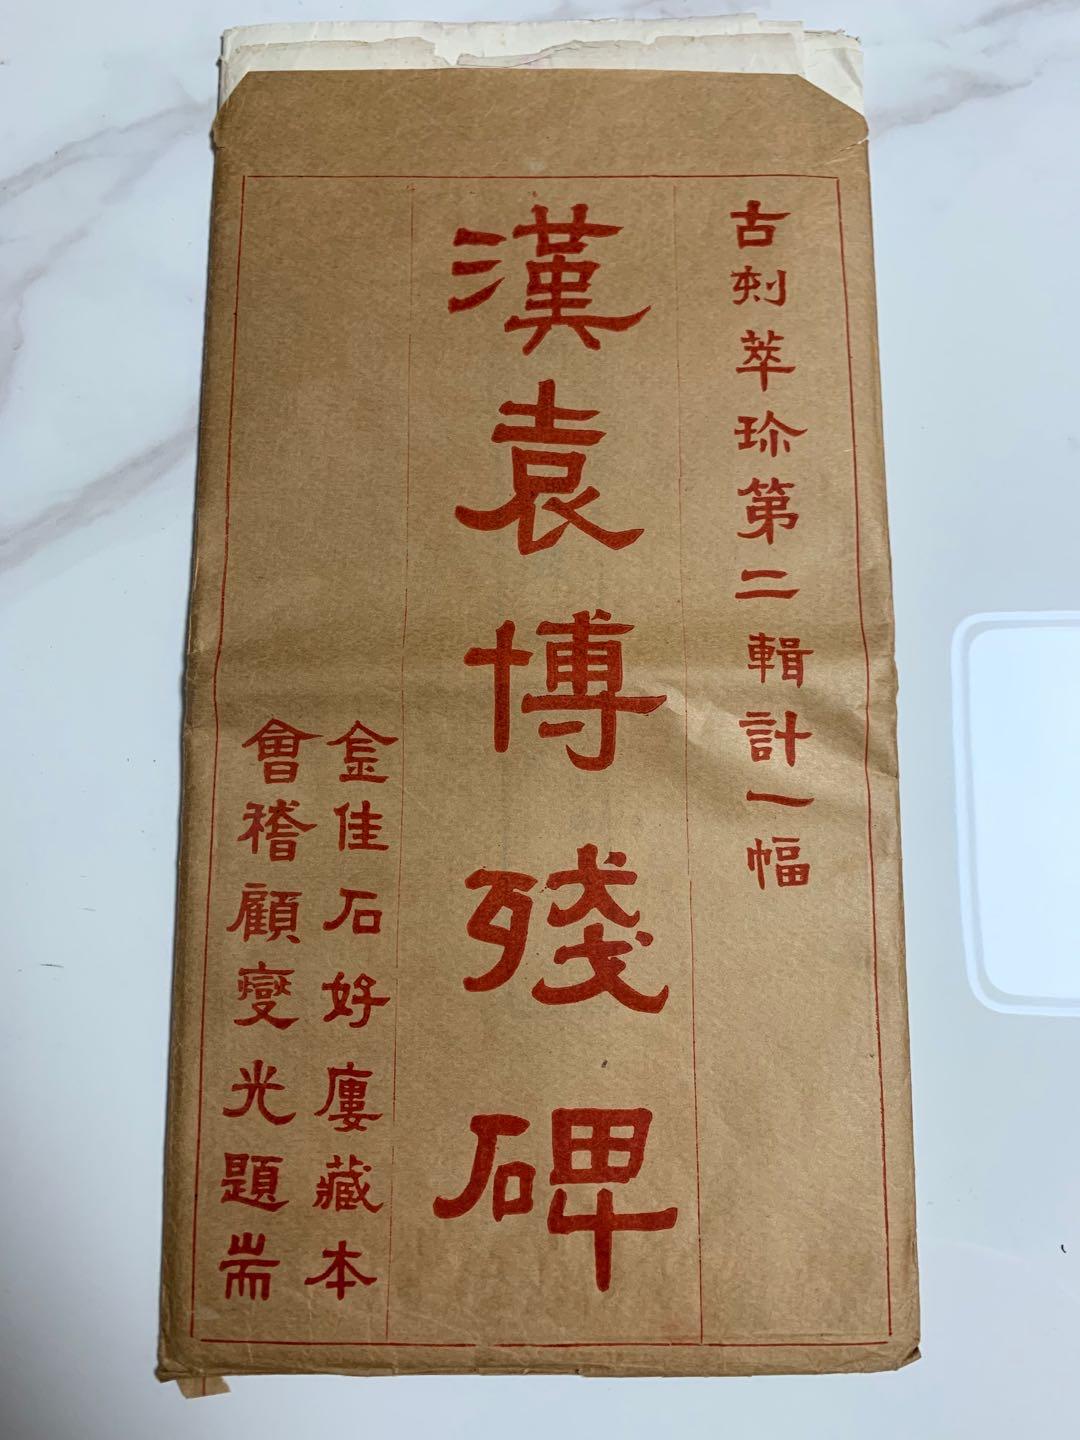 古刻萃珍第二輯計一幅
漢袁博殘碑
金佳石好廔藏本
會稽顧燮光題耑